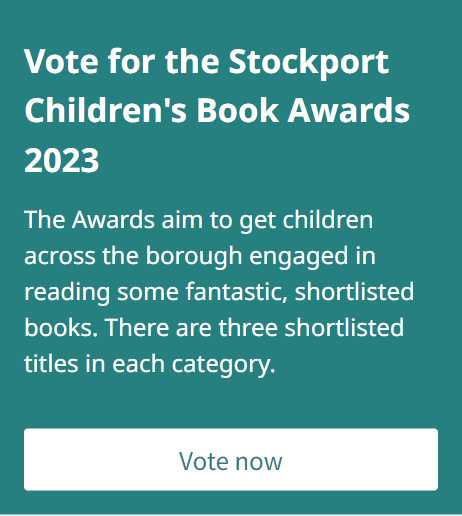 Vote for the Stockport
Children's Book Awards
2023
The Awards aim to get children
across the borough engaged in
reading some fantastic, shortlisted
books. There are three shortlisted
titles in each category.
Vote now